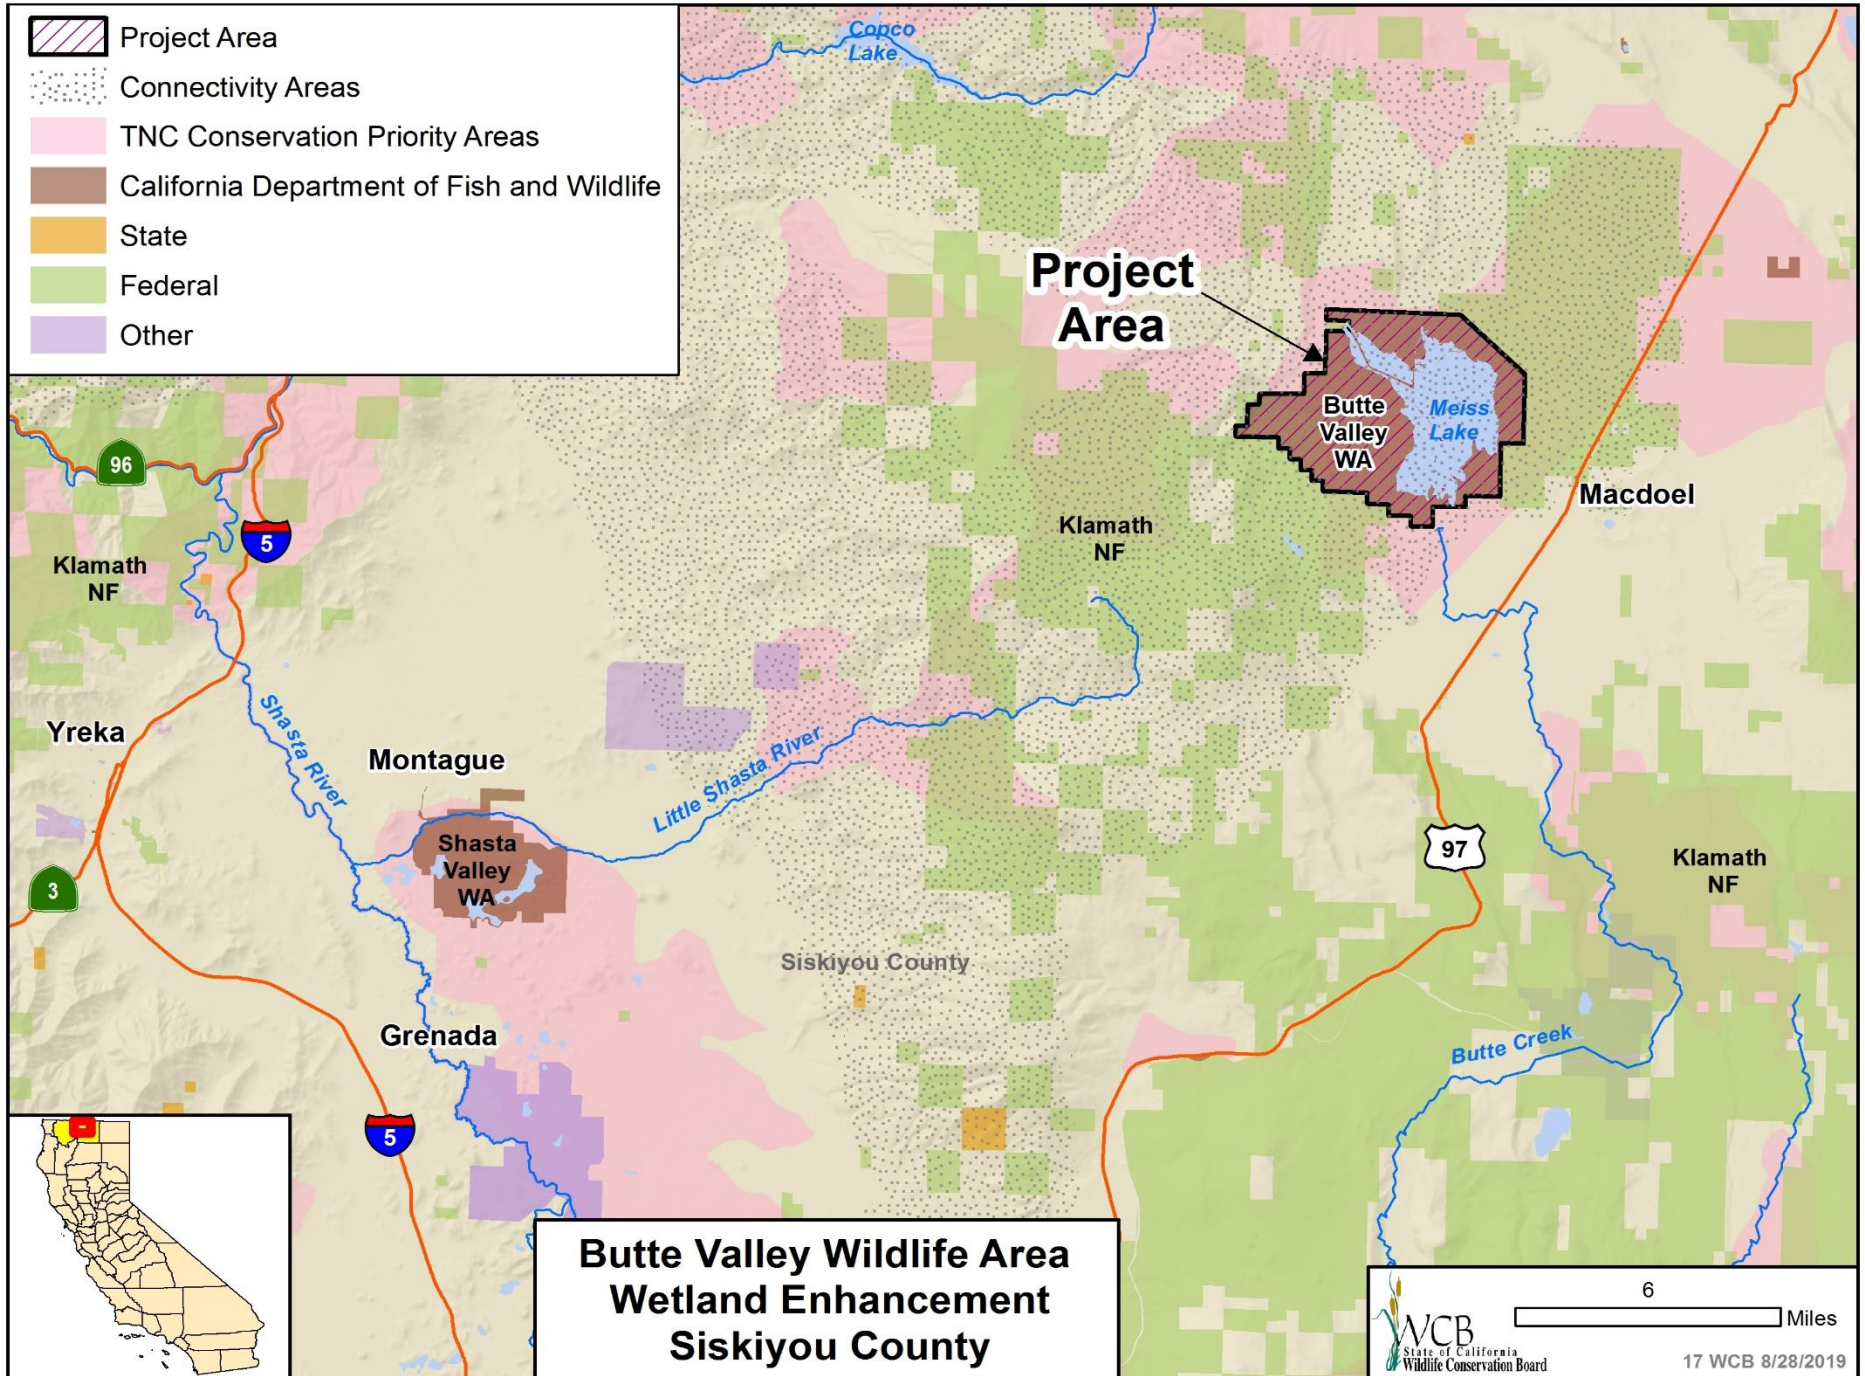 Project Area
Connectivity Areas
TNC Conservation Priority Areas
California Department of Fish and Wildlife
State
Federal
Other
Copco
Lake
Project
Area
Butte
Valley
WA
Meiss
Lake
Macdoel
96
5
Klamath
NF
Klamath
NF
Yreka
Shasta River
Montague
Little Shasta River
Shasta
Valley
WA
3
97
Klamath
NF
Siskiyou County
Grenada
Butte Creek
5
Butte Valley Wildlife Area
Wetland Enhancement
Siskiyou County
6
Miles
WCB
State of California
Wildlife Conservation Board
17 WCB 8/28/2019